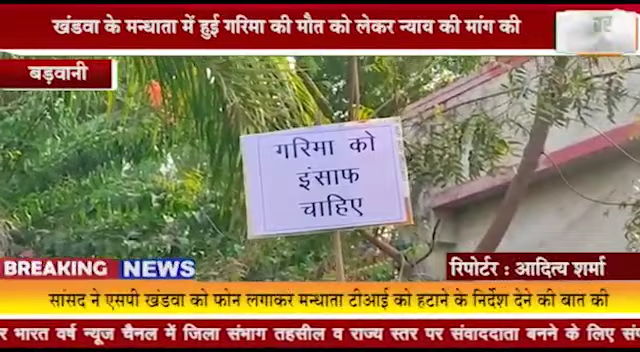 खंडवा के मन्धाता में हुई गरिमा की मौत को लेकर न्याय की मांग की
बड़वानी
गरिमा को
इंसाफ
चाहिए
BREAKING NEWS
रिपोर्टर : आदित्य शर्मा
सांसद ने एसपी खंडवा को फोन लगाकर मन्धाता टीआई को हटाने के निर्देश देने की बात की
र भारत वर्ष न्यूज चैनल में जिला संभाग तहसील व राज्य स्तर पर संवाददाता बनने के लिए संप